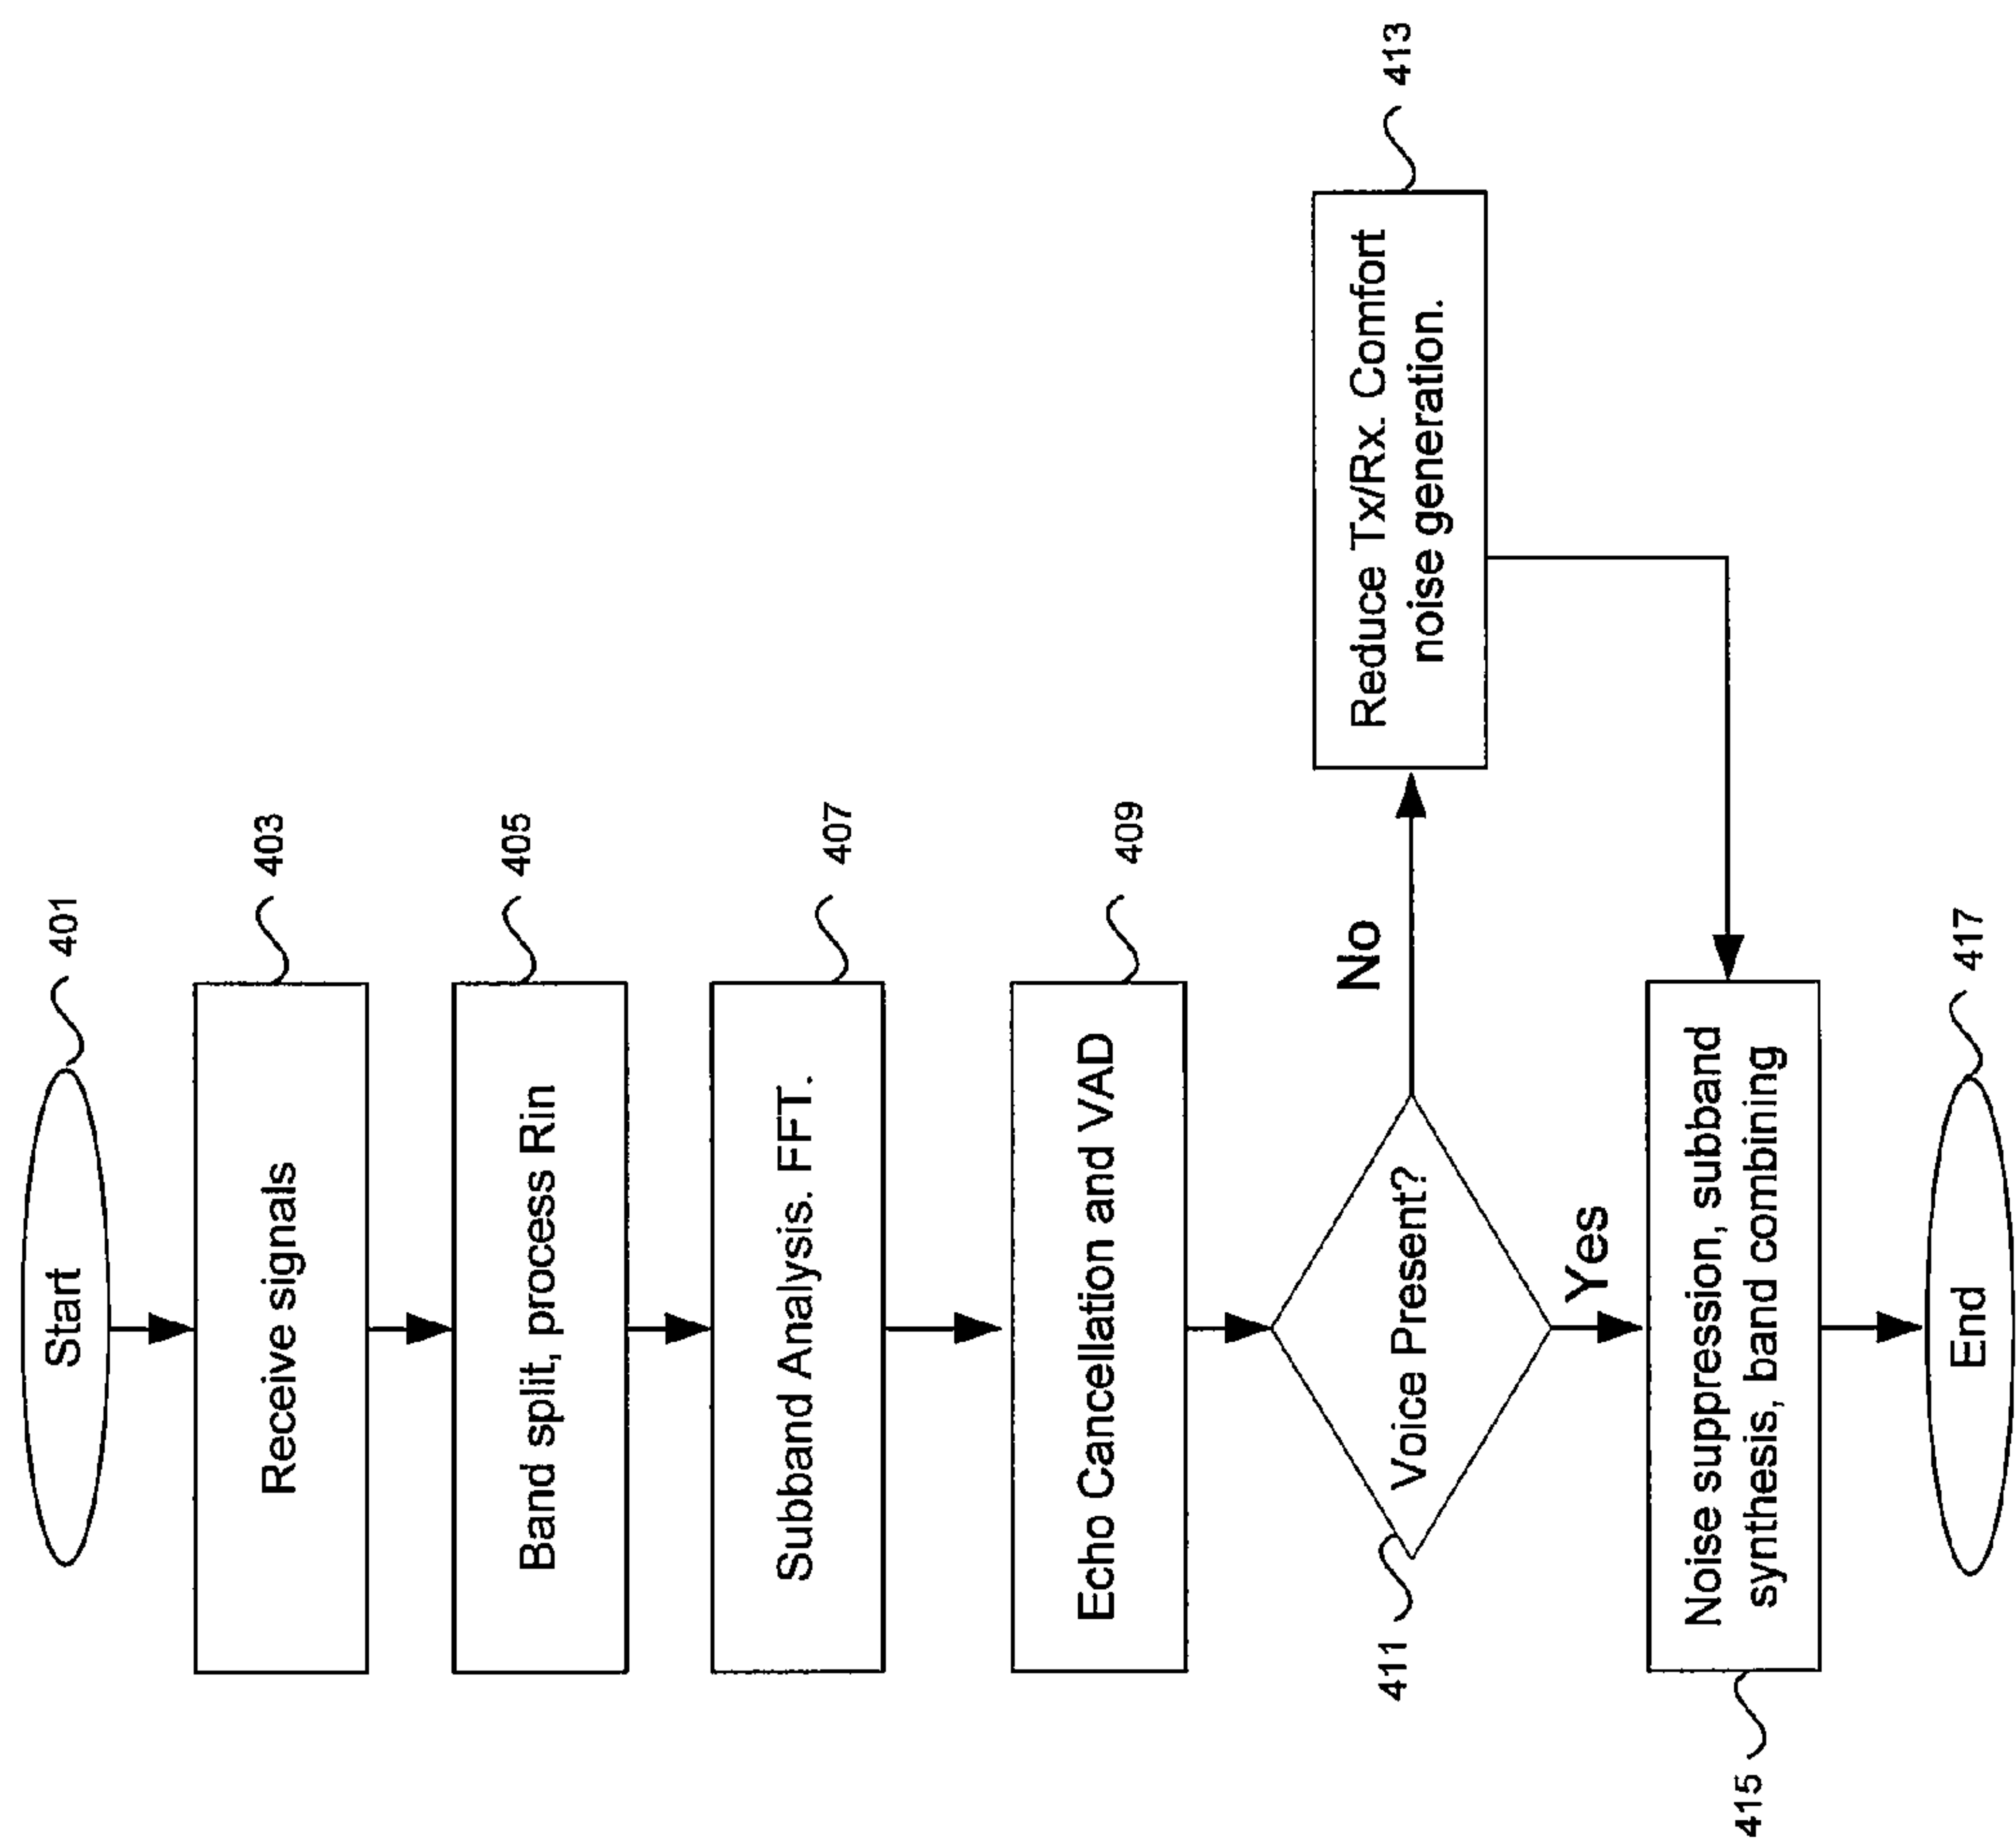 Start
401
Receive signals
403
Band split, process Rin
405
Subband Analysis. FFT.
407
Echo Cancellation and VAD
409
Voice Present?
411
No
Reduce Tx/Rx. Comfort
noise generation.
413
Yes
Noise suppression, subband
synthesis, band combining
415
End
417